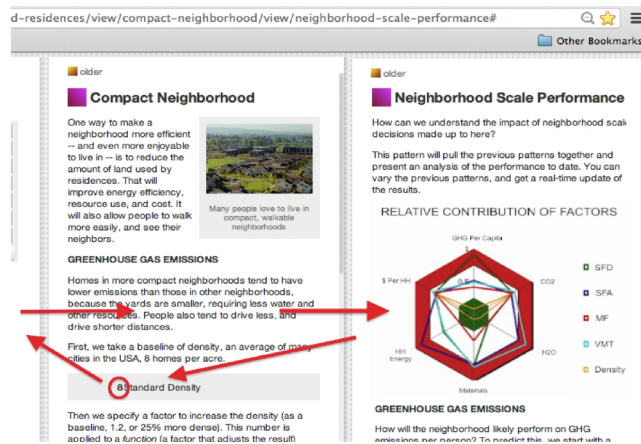 d-residences/view/compact-neighborhood/view/neighborhood-scale-performance#
Other Bookmarks
older
Compact Neighborhood
One way to make a
neighborhood more efficient
-- and even more enjoyable
to live in -- is to reduce the
amount of land used by
residences. That will
improve energy efficiency,
resource use, and cost. It
will also allow people to walk
more easily, and see their
neighbors.
Many people love to live in
compact, walkable
neighborhoods
GREENHOUSE GAS EMISSIONS
Homes in more compact neighborhoods tend to have
lower emissions than those in other neighborhoods,
because the yards are smaller, requiring less water and
other resources. People also tend to drive less, and
drive shorter distances.
First, we take a baseline of density, an average of many
cities in the USA, 8 homes per acre.
8 Standard Density
Then we specify a factor to increase the density (as a
baseline, 1.2, or 25% more dense). This number is
applied to a function (a factor that adjusts the result)
older
Neighborhood Scale Performance
How can we understand the impact of neighborhood scale
decisions made up to here?
This pattern will pull the previous patterns together and
present an analysis of the performance to date. You can
vary the previous patterns, and get a real-time update of
the results.
RELATIVE CONTRIBUTION OF FACTORS
GHG Per Capita
1
0.5
$ Per HH
CO2
HH
Energy
H2O
Materials
SFD
SFA
MF
VMT
Density
GREENHOUSE GAS EMISSIONS
How will the neighborhood likely perform on GHG
emissions per person? To predict this, we start with a